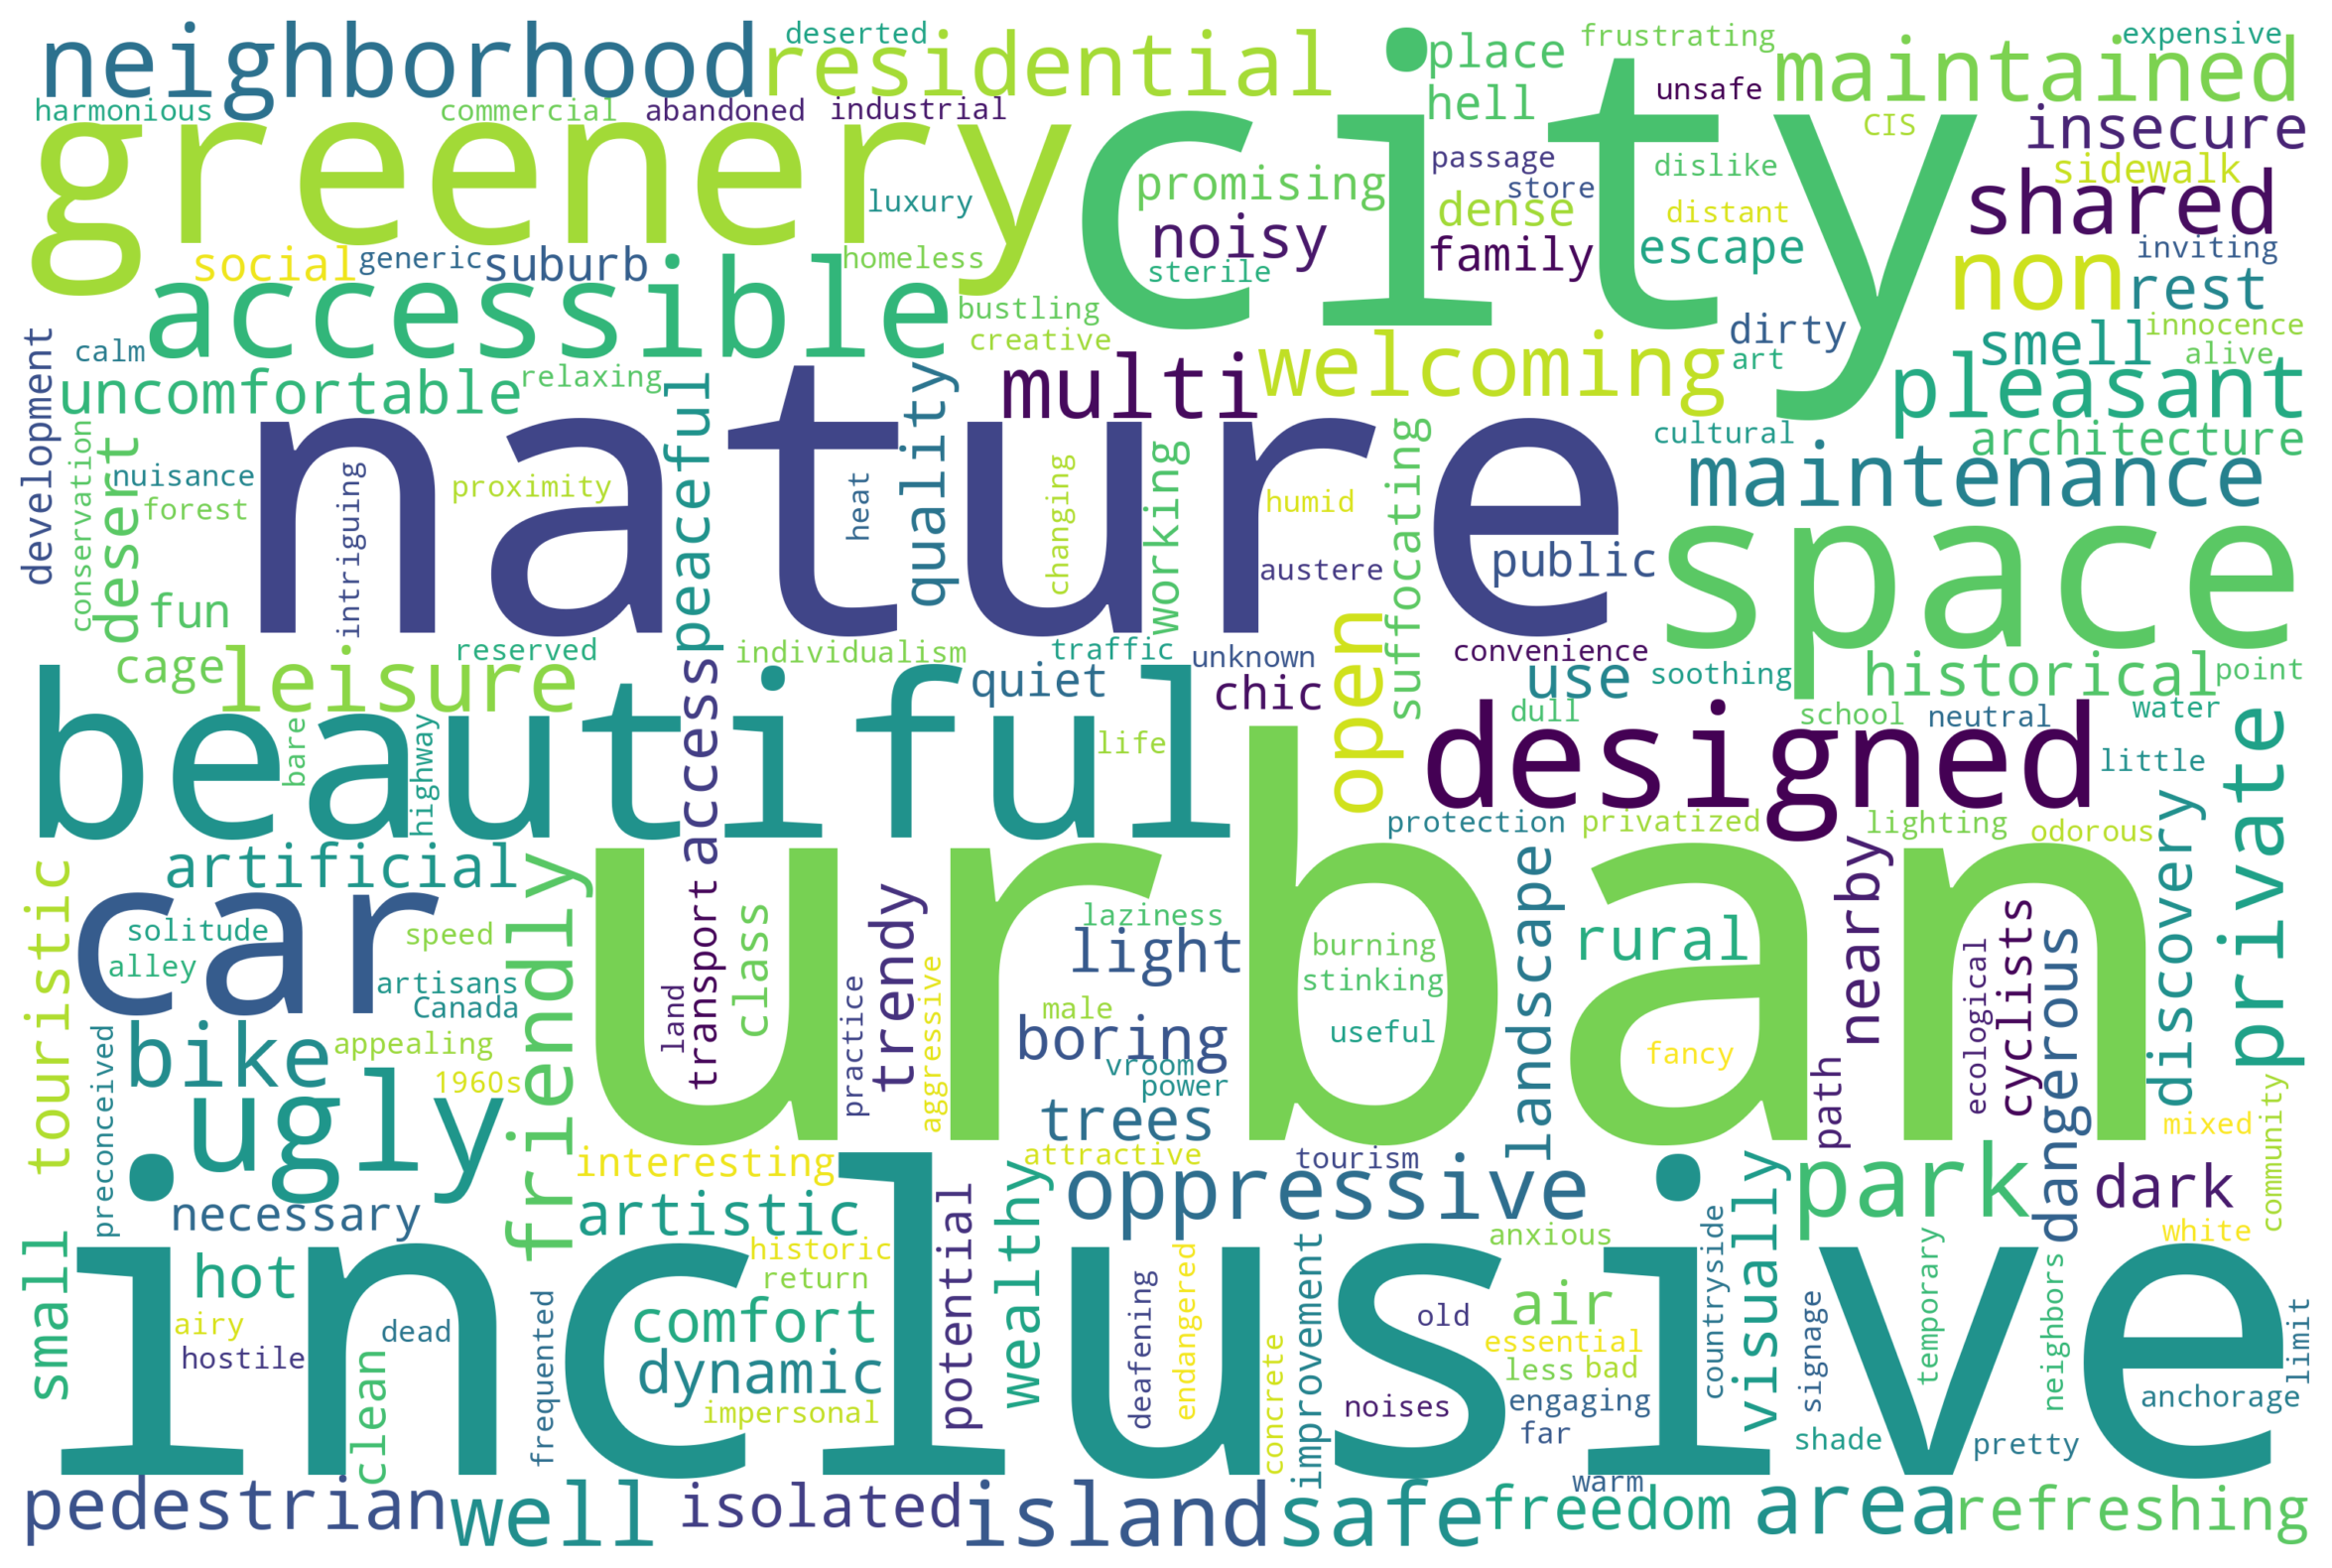 neighborhood
residential
deserted
place
frustrating
expensive
harmonious
commercial
abandoned
industrial
hell
unsafe
maintained
greenery
city
CIS
insecure
luxury
promising
passage
store
dislike
sidewalk
shared
noisy
dense
distant
social
generic
suburb
homeless
sterile
family
escape
inviting
accessible
bustling
creative
non
rest
development
calm
uncomfortable
relaxing
multi
welcoming
dirty
art
smell
innocence
alive
pleasant
peaceful
quality
conservation
desert
nuisance
forest
nature
intriguing
proximity
heat
changing
working
humid
austere
suffocating
cultural
architecture
maintenance
public
space
fun
cage
leisure
reserved
individualism
traffic
unknown
convenience
open
quiet
chic
use
soothing
historical
point
beautiful
bare
highway
access
life
dull
school
neutral
water
designed
little
private
artificial
protection
privatized
lighting
odorous
discovery
touristic
car
solitude
alley
speed
artisans
Canada
friendly
urban
transport
class
land
trendy
practice
aggressive
laziness
light
burning
stinking
useful
landscape
rural
nearby
cyclists
ecological
dangerous
fancy
path
bike
appealing
1960s
preconceived
male
boring
vroom
power
trees
mixed
community
ugly
interesting
attractive
tourism
necessary
artistic
wealthy
oppressive
visually
park
dark
white
small
hot
historic
return
potential
anxious
countryside
inclusive
airy
hostile
dead
clean
frequented
comfort
dynamic
impersonal
deafening
endangered
concrete
improvement
old
noises
air
essential
less
bad
engaging
far
signage
temporary
neighbors
limit
anchorage
shade
pretty
pedestrian
well
isolated
island
safe
warm
freedom
area
refreshing